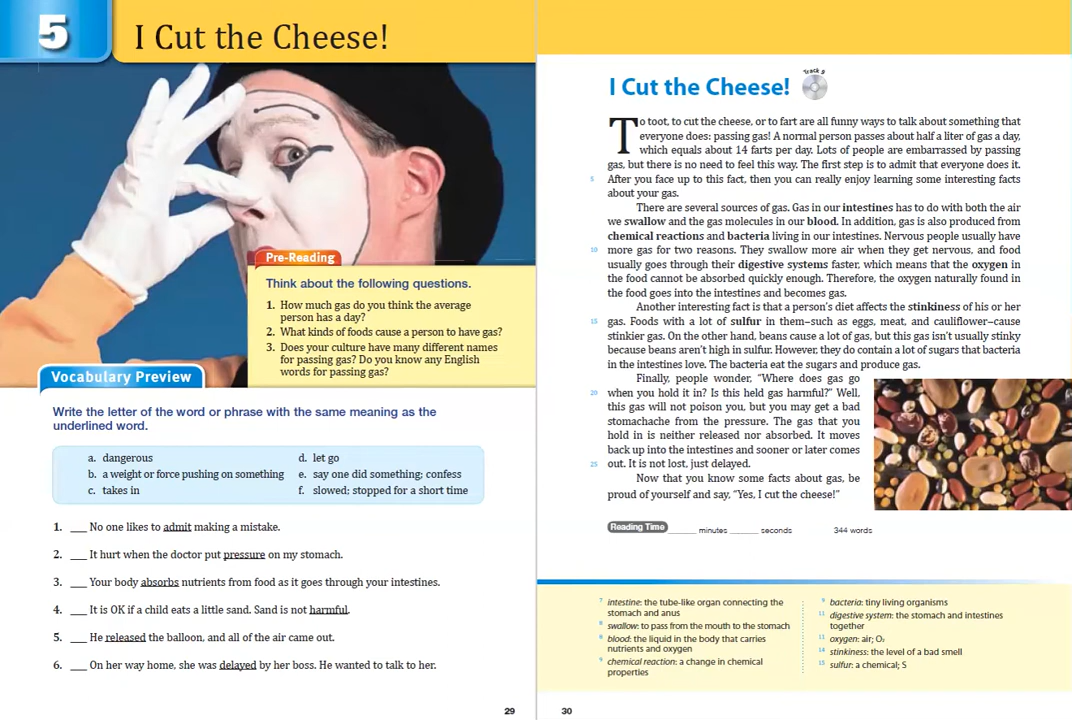 5
I Cut the Cheese!
Pre-Reading
Think about the following questions.
1. How much gas do you think the average
person has a day?
2. What kinds of foods cause a person to have gas?
3. Does your culture have many different names
for passing gas? Do you know any English
words for passing gas?
Vocabulary Preview
Write the letter of the word or phrase with the same meaning as the
underlined word.
a. dangerous
b. a weight or force pushing on something
c. takes in
d. let go
e. say one did something; confess
f. slowed; stopped for a short time
1. ___ No one likes to admit making a mistake.
2. ___ It hurt when the doctor put pressure on my stomach.
3. ___ Your body absorbs nutrients from food as it goes through your intestines.
4. ___ It is OK if a child eats a little sand. Sand is not harmful.
5. ___ He released the balloon, and all of the air came out.
6. ___ On her way home, she was delayed by her boss. He wanted to talk to her.
29
I Cut the Cheese!
Track 9
To toot, to cut the cheese, or to fart are all funny ways to talk about something that
everyone does: passing gas! A normal person passes about half a liter of gas a day,
which equals about 14 farts per day. Lots of people are embarrassed by passing
gas, but there is no need to feel this way. The first step is to admit that everyone does it.
5 After you face up to this fact, then you can really enjoy learning some interesting facts
about your gas.
There are several sources of gas. Gas in our intestines has to do with both the air
we swallow and the gas molecules in our blood. In addition, gas is also produced from
chemical reactions and bacteria living in our intestines. Nervous people usually have
10 more gas for two reasons. They swallow more air when they get nervous, and food
usually goes through their digestive systems faster, which means that the oxygen in
the food cannot be absorbed quickly enough. Therefore, the oxygen naturally found in
the food goes into the intestines and becomes gas.
Another interesting fact is that a person's diet affects the stinkiness of his or her
15 gas. Foods with a lot of sulfur in them–such as eggs, meat, and cauliflower–cause
stinkier gas. On the other hand, beans cause a lot of gas, but this gas isn't usually stinky
because beans aren't high in sulfur. However, they do contain a lot of sugars that bacteria
in the intestines love. The bacteria eat the sugars and produce gas.
Finally, people wonder, "Where does gas go
20 when you hold it in? Is this held gas harmful?" Well,
this gas will not poison you, but you may get a bad
stomachache from the pressure. The gas that you
hold in is neither released nor absorbed. It moves
back up into the intestines and sooner or later comes
25 out. It is not lost, just delayed.
Now that you know some facts about gas, be
proud of yourself and say, "Yes, I cut the cheese!"
Reading Time ______ minutes ______ seconds 344 words
7 intestine: the tube-like organ connecting the
stomach and anus
8 swallow: to pass from the mouth to the stomach
8 blood: the liquid in the body that carries
nutrients and oxygen
9 chemical reaction: a change in chemical
properties
9 bacteria: tiny living organisms
11 digestive system: the stomach and intestines
together
11 oxygen: air; O₂
14 stinkiness: the level of a bad smell
15 sulfur: a chemical; S
30